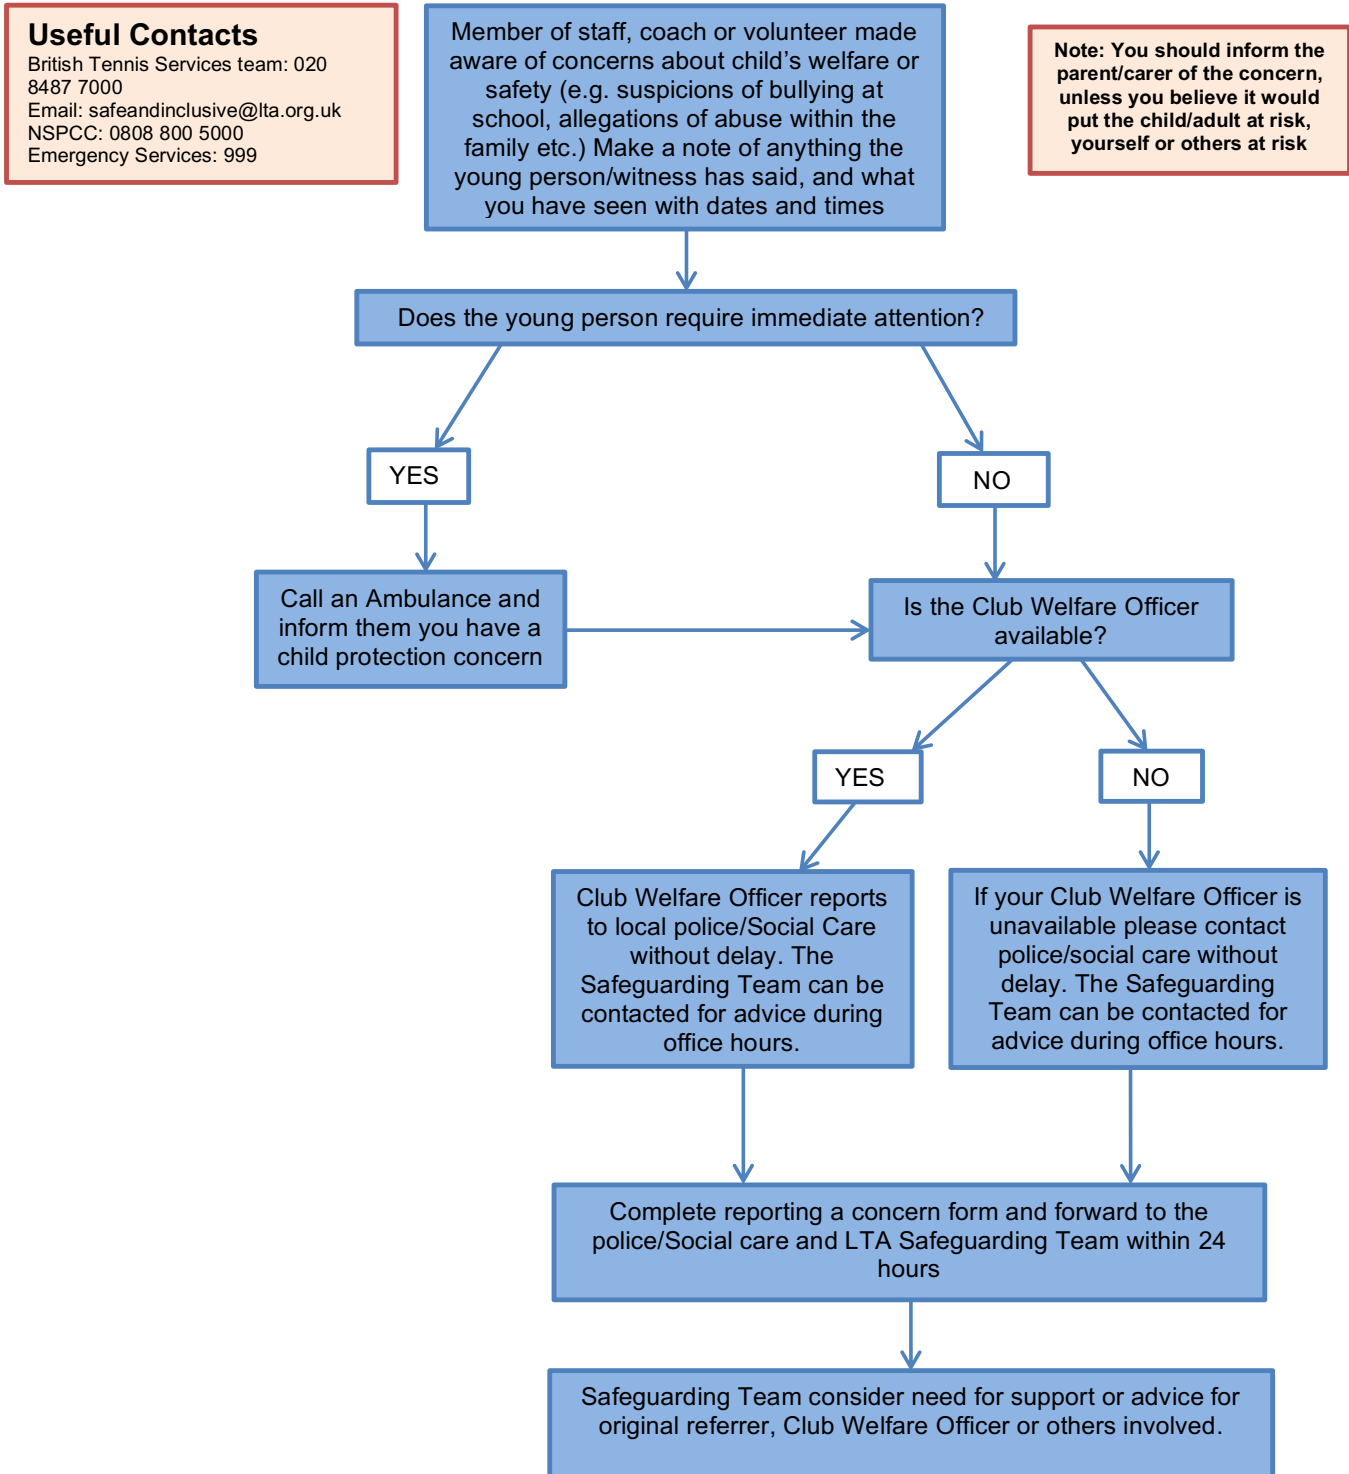 Useful Contacts
British Tennis Services team: 020
8487 7000
Email: safeandinclusive@lta.org.uk
NSPCC: 0808 800 5000
Emergency Services: 999
Member of staff, coach or volunteer made
aware of concerns about child’s welfare or
safety (e.g. suspicions of bullying at
school, allegations of abuse within the
family etc.) Make a note of anything the
young person/witness has said, and what
you have seen with dates and times
Note: You should inform the
parent/carer of the concern,
unless you believe it would
put the child/adult at risk,
yourself or others at risk
Does the young person require immediate attention?
YES
NO
Call an Ambulance and
inform them you have a
child protection concern
Is the Club Welfare Officer
available?
YES
NO
Club Welfare Officer reports
to local police/Social Care
without delay. The
Safeguarding Team can be
contacted for advice during
office hours.
If your Club Welfare Officer is
unavailable please contact
police/social care without
delay. The Safeguarding
Team can be contacted for
advice during office hours.
Complete reporting a concern form and forward to the
police/Social care and LTA Safeguarding Team within 24
hours
Safeguarding Team consider need for support or advice for
original referrer, Club Welfare Officer or others involved.